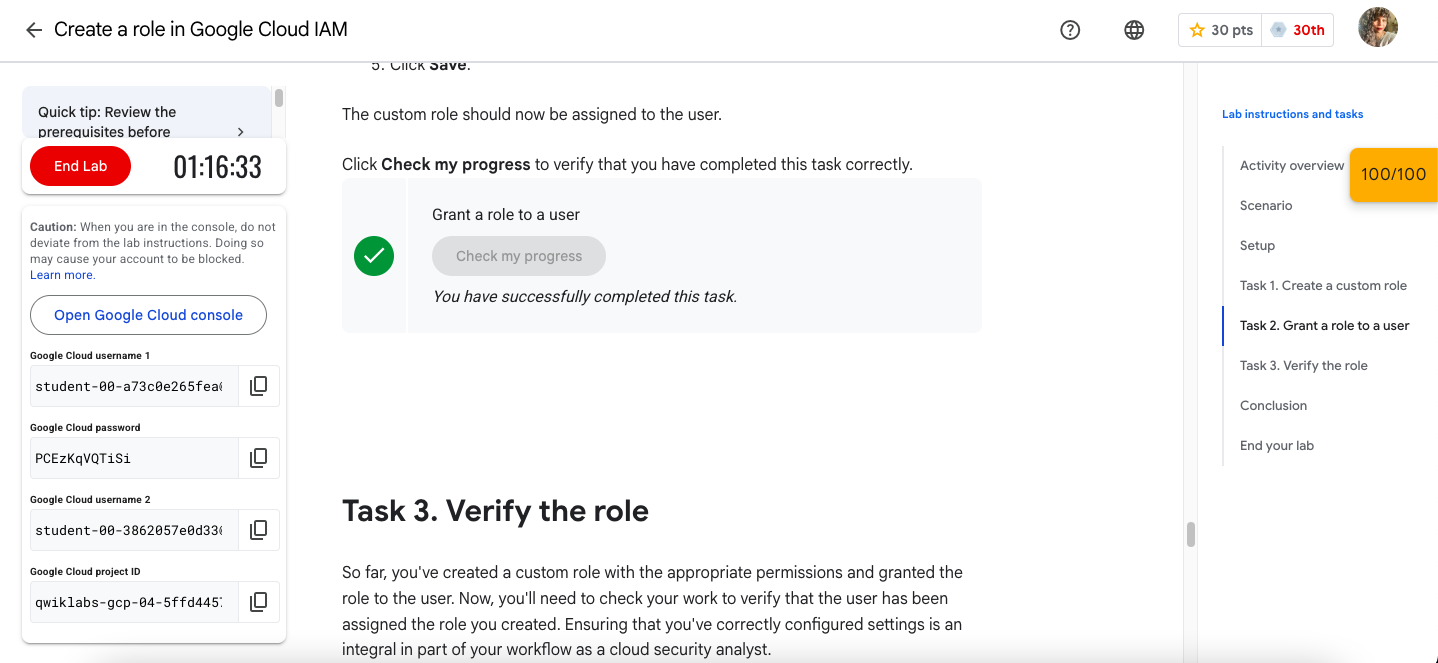 Create a role in Google Cloud IAM
30 pts
30th
Quick tip: Review the
prerequisites before
End Lab
01:16:33
Caution: When you are in the console, do not
deviate from the lab instructions. Doing so
may cause your account to be blocked.
Learn more.
Open Google Cloud console
Google Cloud username 1
student-00-a73c0e265fea
Google Cloud password
PCEzKqVQTiSi
Google Cloud username 2
student-00-3862057e0d33
Google Cloud project ID
qwiklabs-gcp-04-5ffd445
5. Click Save.
The custom role should now be assigned to the user.
Click Check my progress to verify that you have completed this task correctly.
Grant a role to a user
Check my progress
You have successfully completed this task.
Task 3. Verify the role
So far, you've created a custom role with the appropriate permissions and granted the
role to the user. Now, you'll need to check your work to verify that the user has been
assigned the role you created. Ensuring that you've correctly configured settings is an
integral in part of your workflow as a cloud security analyst.
Lab instructions and tasks
Activity overview
100/100
Scenario
Setup
Task 1. Create a custom role
Task 2. Grant a role to a user
Task 3. Verify the role
Conclusion
End your lab